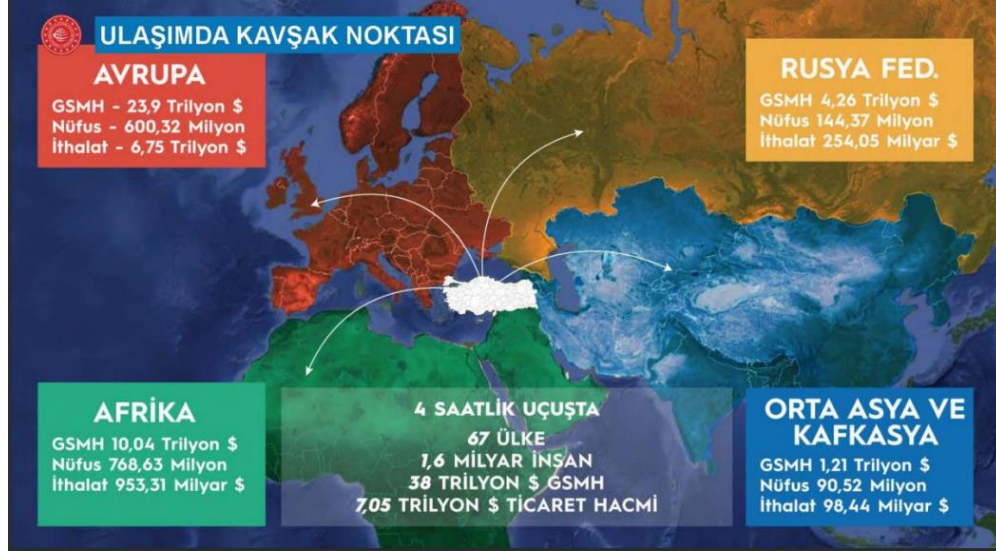 ULAŞIMDA KAVŞAK NOKTASI
AVRUPA
GSMH - 23,9 Trilyon $
Nüfus - 600,32 Milyon
İthalat - 6,75 Trilyon $
RUSYA FED.
GSMH 4,26 Trilyon $
Nüfus 144,37 Milyon
İthalat 254,05 Milyar $
AFRİKA
GSMH 10,04 Trilyon $
Nüfus 768,63 Milyon
İthalat 953,31 Milyar $
4 SAATLİK UÇUŞTA
67 ÜLKE
1,6 MİLYAR İNSAN
38 TRİLYON $ GSMH
7,05 TRİLYON $ TİCARET HACMİ
ORTA ASYA VE
KAFKASYA
GSMH 1,21 Trilyon $
Nüfus 90,52 Milyon
İthalat 98,44 Milyar $